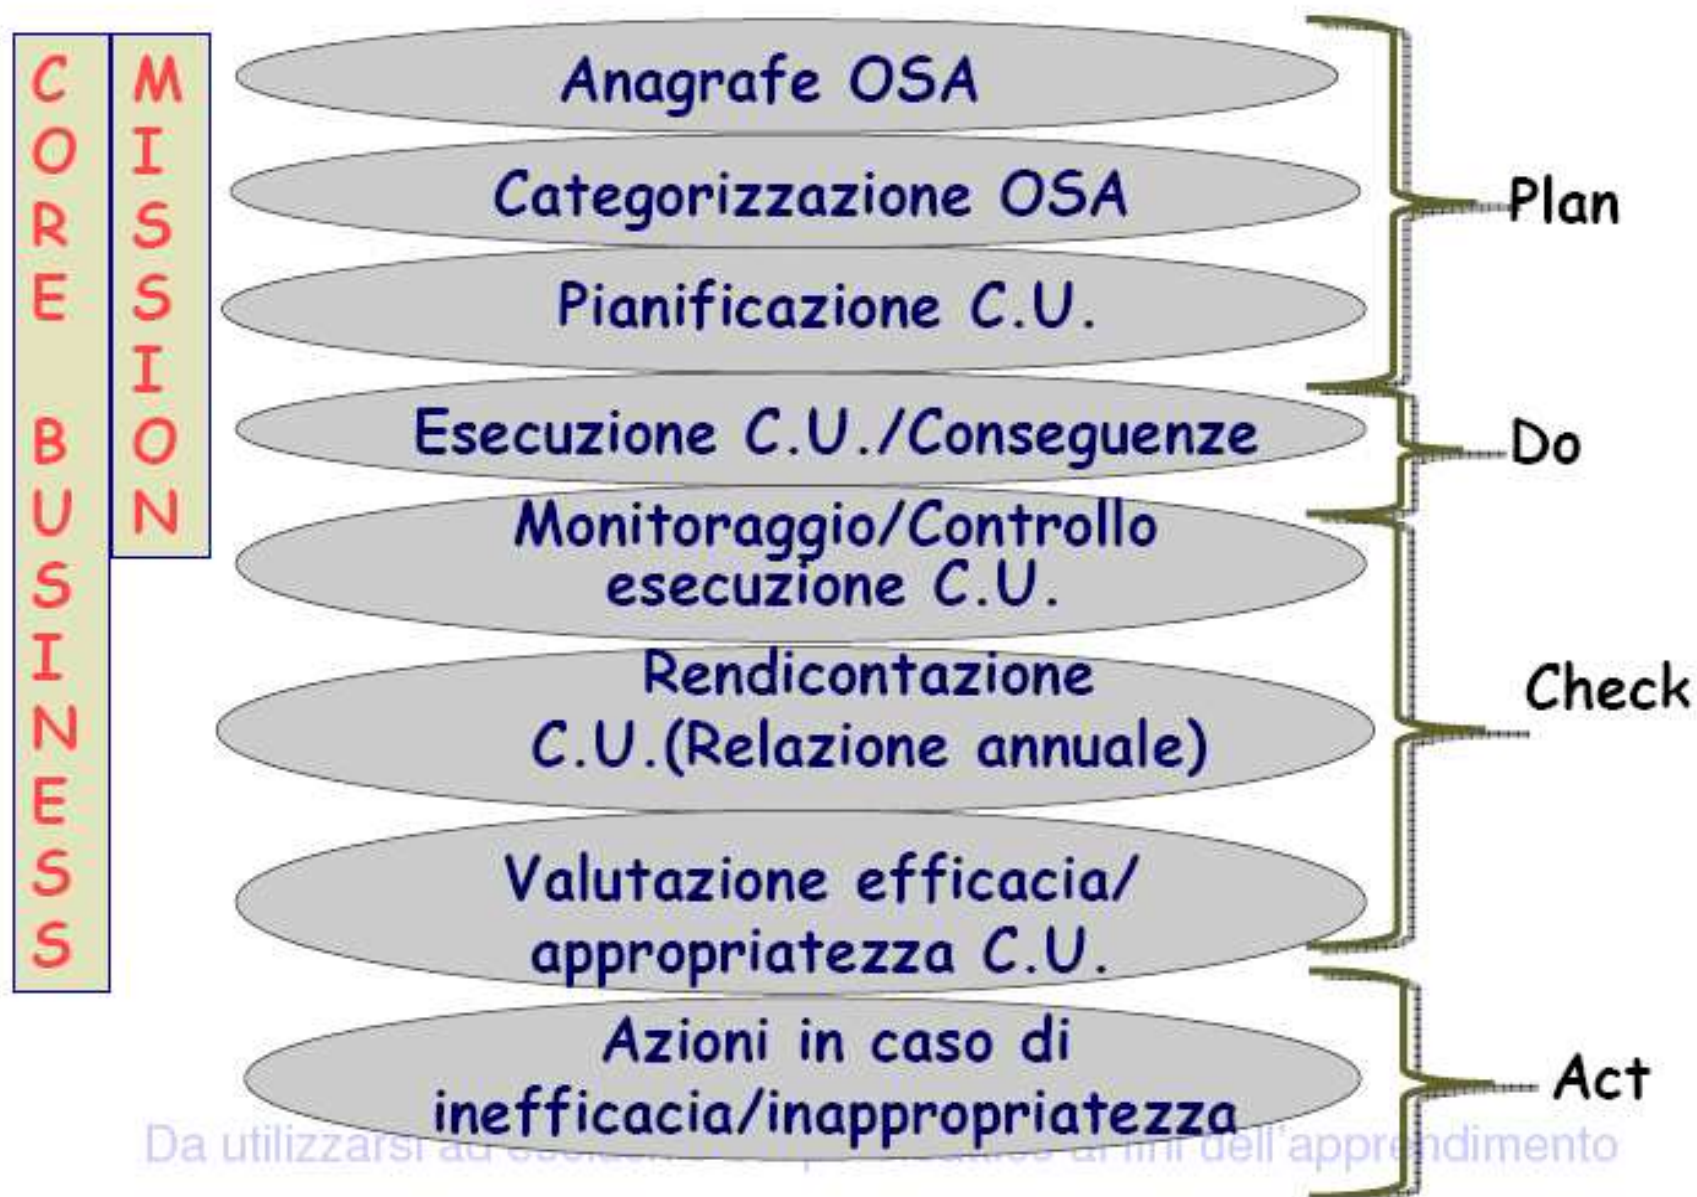 CORE BUSINESS
MISSION
Anagrafe OSA
Categorizzazione OSA
Pianificazione C.U.
Plan
Esecuzione C.U./Conseguenze
Do
Monitoraggio/Controllo
esecuzione C.U.
Rendicontazione
C.U.(Relazione annuale)
Check
Valutazione efficacia/
appropriatezza C.U.
Azioni in caso di
inefficacia/inappropriatezza
Act
Da utilizzarsi ad dell'apprendimento